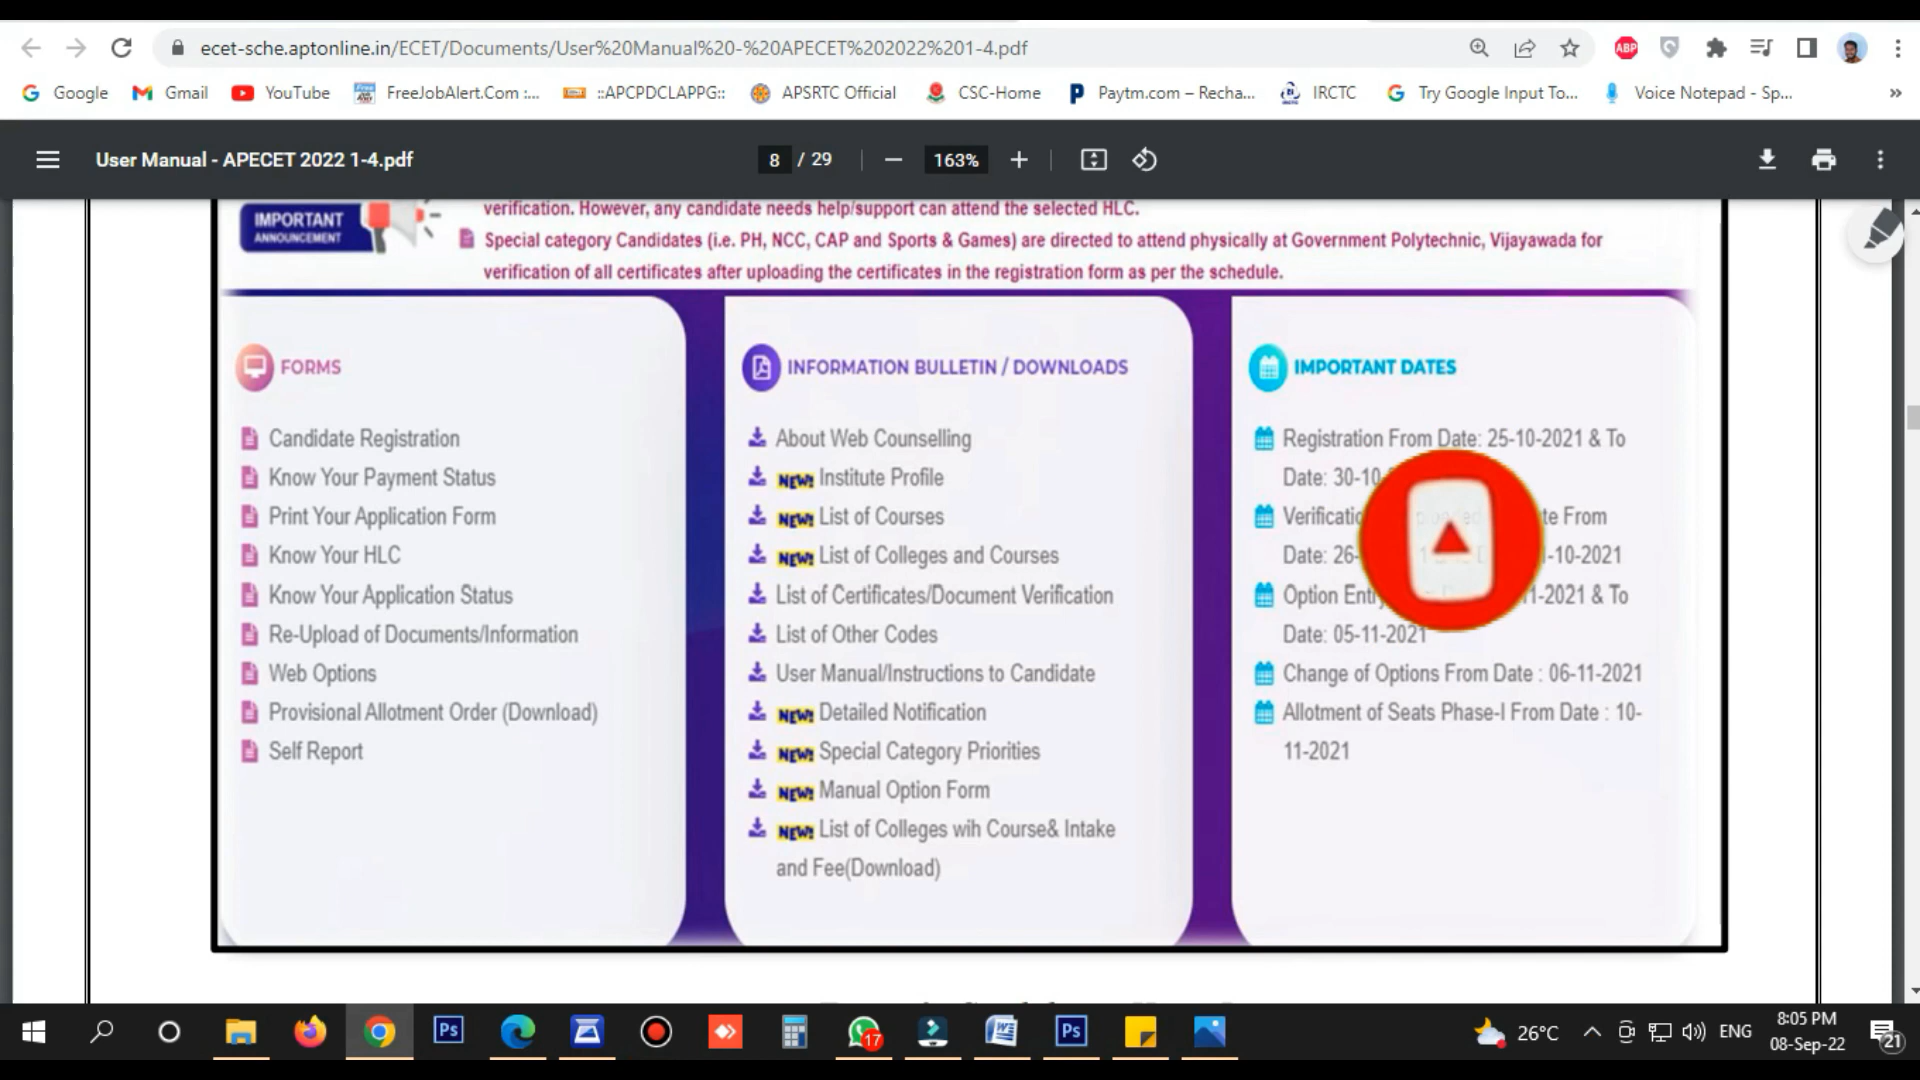 ecet-sche.aptonline.in/ECET/Documents/User%20Manual%20-%20APECET%202022%201-4.pdf
ABP
Google Gmail YouTube FreeJobAlert.Com :... ::APCPDCLAPPG:: APSRTC Official CSC-Home Paytm.com – Recha... IRCTC Try Google Input To... Voice Notepad - Sp... »
User Manual - APECET 2022 1-4.pdf 8 / 29 163%
IMPORTANT
ANNOUNCEMENT
verification. However, any candidate needs help/support can attend the selected HLC.
Special category Candidates (i.e. PH, NCC, CAP and Sports & Games) are directed to attend physically at Government Polytechnic, Vijayawada for
verification of all certificates after uploading the certificates in the registration form as per the schedule.
FORMS
Candidate Registration
Know Your Payment Status
Print Your Application Form
Know Your HLC
Know Your Application Status
Re-Upload of Documents/Information
Web Options
Provisional Allotment Order (Download)
Self Report
INFORMATION BULLETIN / DOWNLOADS
About Web Counselling
NEW! Institute Profile
NEW! List of Courses
NEW! List of Colleges and Courses
List of Certificates/Document Verification
List of Other Codes
User Manual/Instructions to Candidate
NEW! Detailed Notification
NEW! Special Category Priorities
NEW! Manual Option Form
NEW! List of Colleges wih Course& Intake
and Fee(Download)
IMPORTANT DATES
Registration From Date: 25-10-2021 & To
Date: 30-10
From
Date: 26- -10-2021
Option -2021 & To
Date: 05-11-2021
Change of Options From Date : 06-11-2021
Allotment of Seats Phase-I From Date : 10-
11-2021
Ps 17 Ps 26°C ENG
8:05 PM
08-Sep-22
21